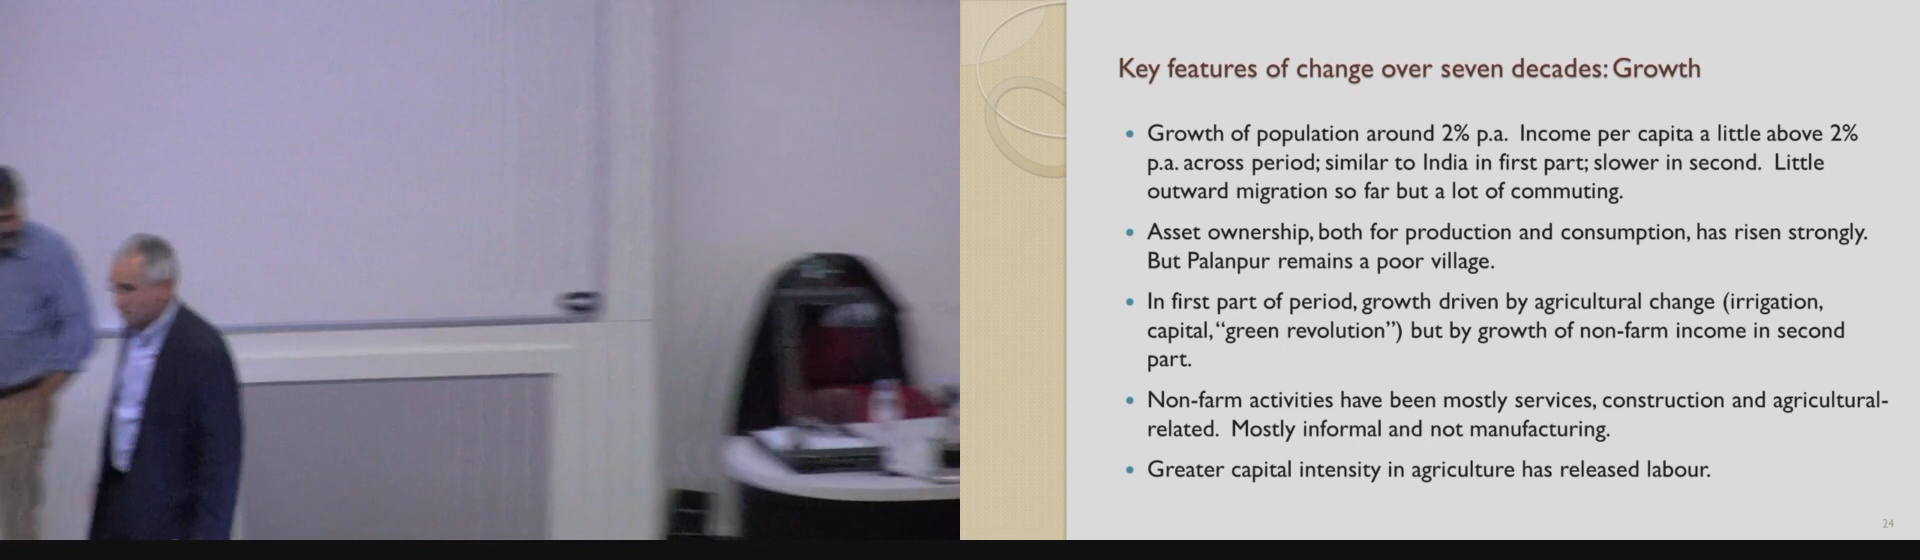 Key features of change over seven decades: Growth
• Growth of population around 2% p.a.  Income per capita a little above 2%
p.a. across period; similar to India in first part; slower in second.  Little
outward migration so far but a lot of commuting.
• Asset ownership, both for production and consumption, has risen strongly.
But Palanpur remains a poor village.
• In first part of period, growth driven by agricultural change (irrigation,
capital, “green revolution”) but by growth of non-farm income in second
part.
• Non-farm activities have been mostly services, construction and agricultural-
related.  Mostly informal and not manufacturing.
• Greater capital intensity in agriculture has released labour.
24